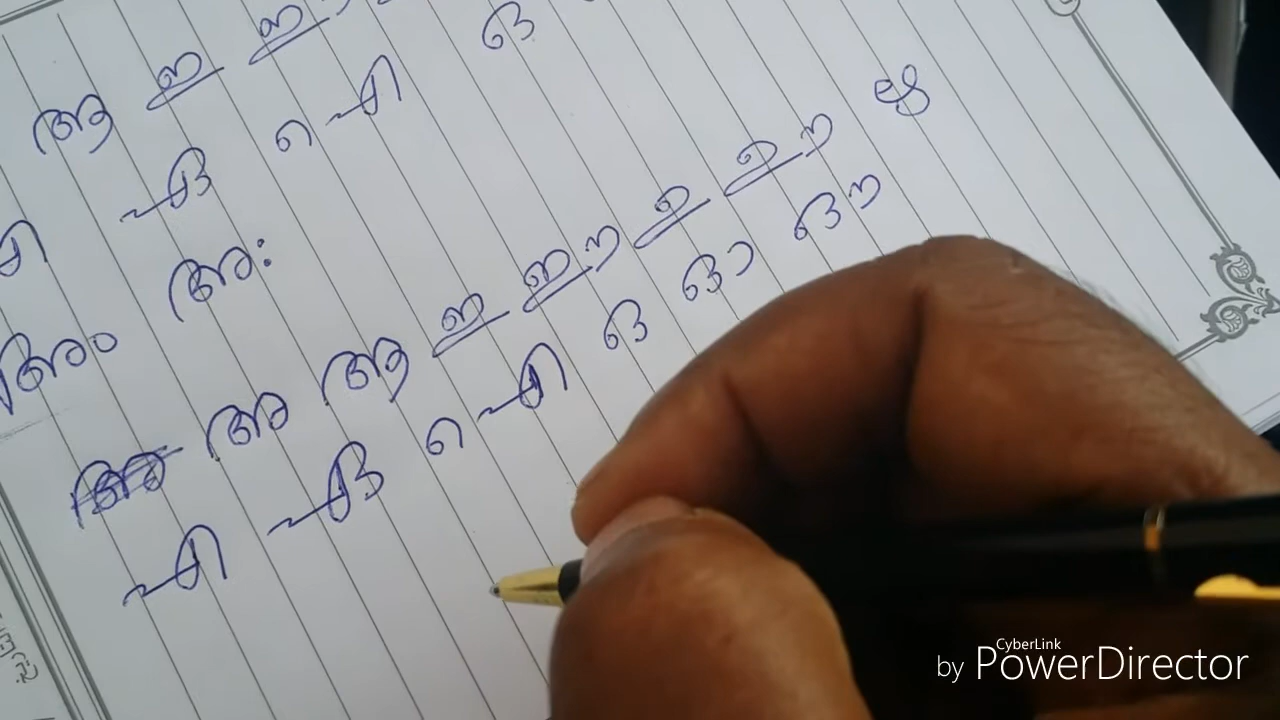 ആ ഇ
ഏ ഐ ഒ
അം അഃ
അ ആ ഇ ഈ ഉ ഊ ഋ
എ ഏ ഐ ഒ ഓ ഔ
CyberLink
by PowerDirector